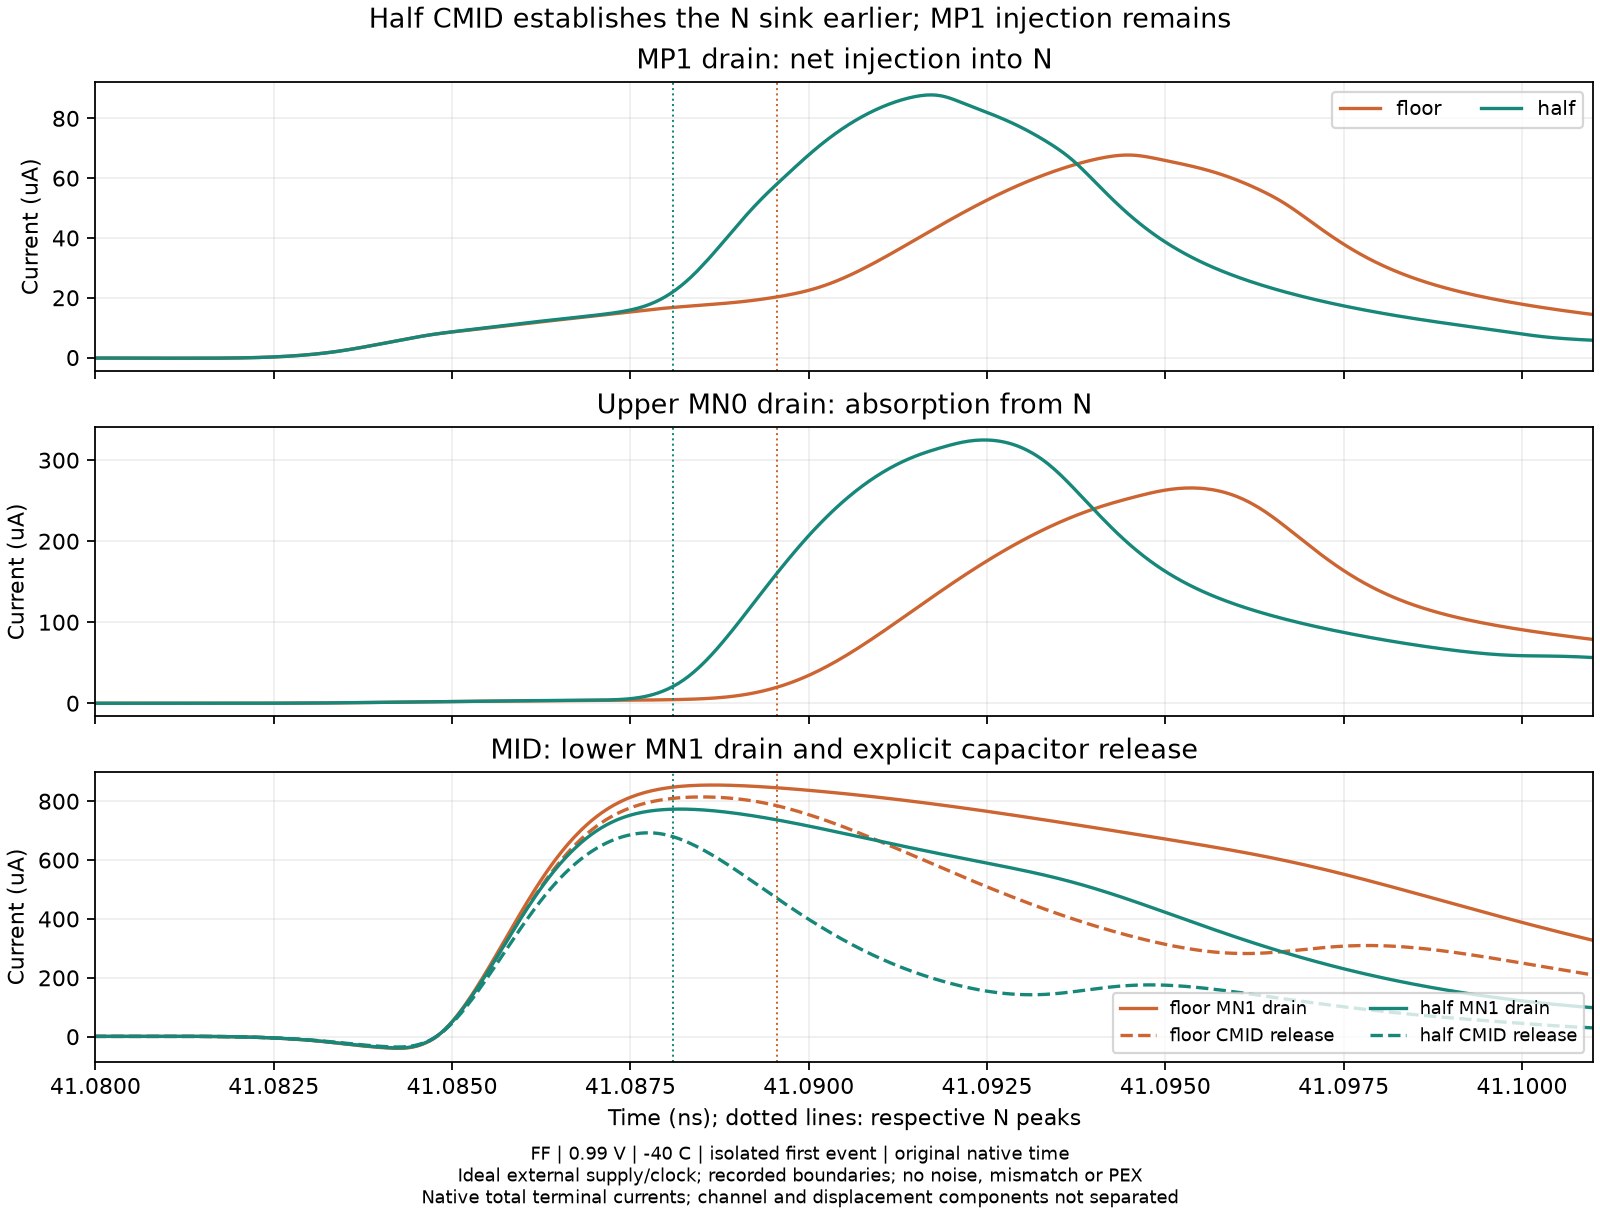 Half CMID establishes the N sink earlier; MP1 injection remains
MP1 drain: net injection into N
Current (uA)
80
60
40
20
0
floor
half
Upper MN0 drain: absorption from N
Current (uA)
300
200
100
0
MID: lower MN1 drain and explicit capacitor release
Current (uA)
800
600
400
200
0
floor MN1 drain
half MN1 drain
floor CMID release
half CMID release
41.0800 41.0825 41.0850 41.0875 41.0900 41.0925 41.0950 41.0975 41.1000
Time (ns); dotted lines: respective N peaks
FF | 0.99 V | -40 C | isolated first event | original native time
Ideal external supply/clock; recorded boundaries; no noise, mismatch or PEX
Native total terminal currents; channel and displacement components not separated